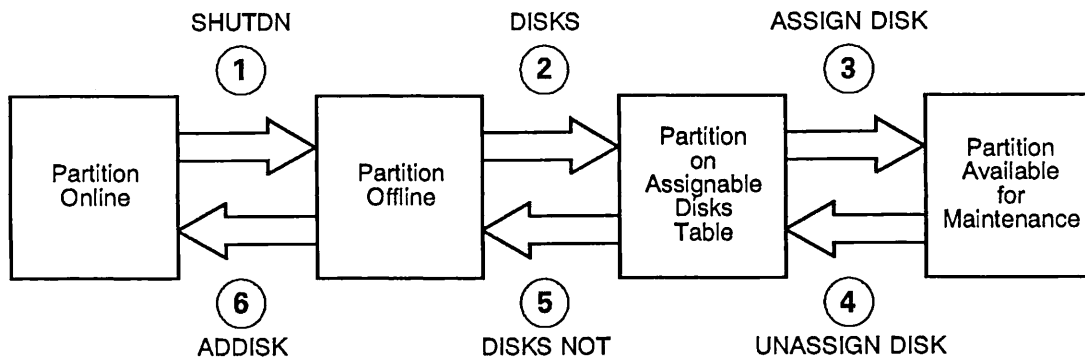 SHUTDN
DISKS
ASSIGN DISK
1
2
3
Partition
Online
Partition
Offline
Partition
on
Assignable
Disks
Table
Partition
Available
for
Maintenance
6
5
4
ADDISK
DISKS NOT
UNASSIGN DISK